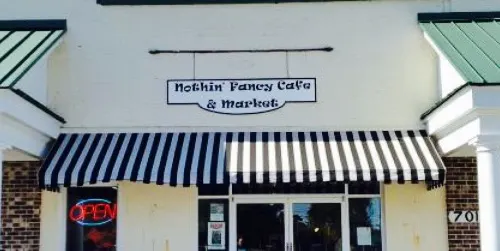 Nothin' Fancy Cafe
& Market
OPEN
701